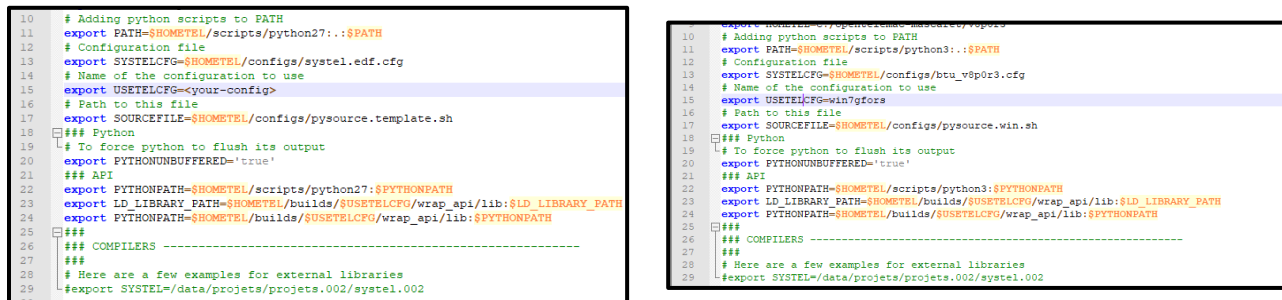 10 # Adding python scripts to PATH
11 export PATH=$HOMETEL/scripts/python27:.:$PATH
12 # Configuration file
13 export SYSTELCFG=$HOMETEL/configs/systel.edf.cfg
14 # Name of the configuration to use
15 export USETELCFG=<your-config>
16 # Path to this file
17 export SOURCEFILE=$HOMETEL/configs/pysource.template.sh
18 ### Python
19 # To force python to flush its output
20 export PYTHONUNBUFFERED='true'
21 ### API
22 export PYTHONPATH=$HOMETEL/scripts/python27:$PYTHONPATH
23 export LD_LIBRARY_PATH=$HOMETEL/builds/$USETELCFG/wrap_api/lib:$LD_LIBRARY_PATH
24 export PYTHONPATH=$HOMETEL/builds/$USETELCFG/wrap_api/lib:$PYTHONPATH
25 ###
26 ### COMPILERS -----------------------------------------------------------
27 ###
28 # Here are a few examples for external libraries
29 #export SYSTEL=/data/projets/projets.002/systel.002
10 # Adding python scripts to PATH
11 export PATH=$HOMETEL/scripts/python3:.:$PATH
12 # Configuration file
13 export SYSTELCFG=$HOMETEL/configs/btu_v8p0r3.cfg
14 # Name of the configuration to use
15 export USETELCFG=win7gfors
16 # Path to this file
17 export SOURCEFILE=$HOMETEL/configs/pysource.win.sh
18 ### Python
19 # To force python to flush its output
20 export PYTHONUNBUFFERED='true'
21 ### API
22 export PYTHONPATH=$HOMETEL/scripts/python3:$PYTHONPATH
23 export LD_LIBRARY_PATH=$HOMETEL/builds/$USETELCFG/wrap_api/lib:$LD_LIBRARY_PATH
24 export PYTHONPATH=$HOMETEL/builds/$USETELCFG/wrap_api/lib:$PYTHONPATH
25 ###
26 ### COMPILERS -----------------------------------------------------------
27 ###
28 # Here are a few examples for external libraries
29 #export SYSTEL=/data/projets/projets.002/systel.002